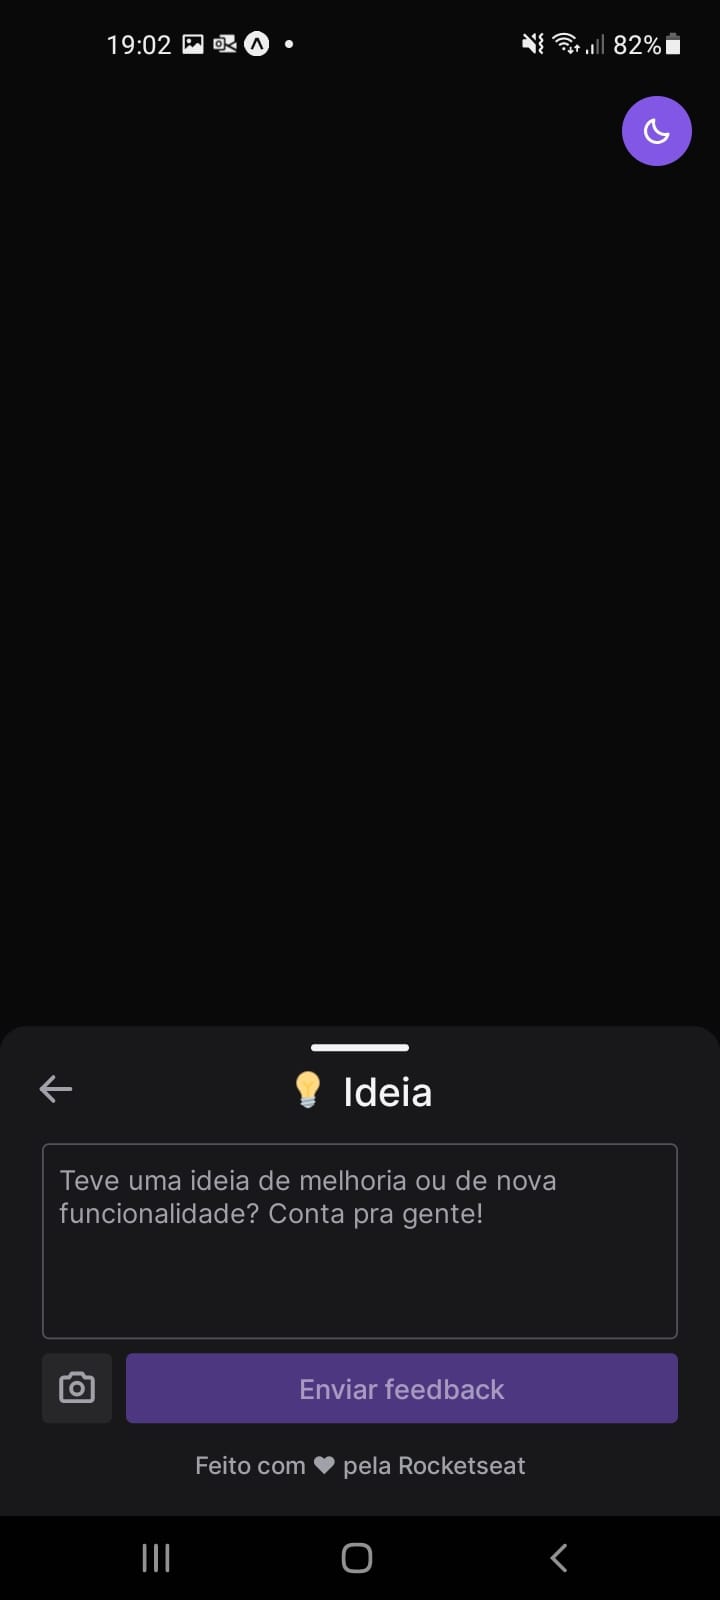 19:02 82%
Ideia
Teve uma ideia de melhoria ou de nova
funcionalidade? Conta pra gente!
Enviar feedback
Feito com ♥ pela Rocketseat